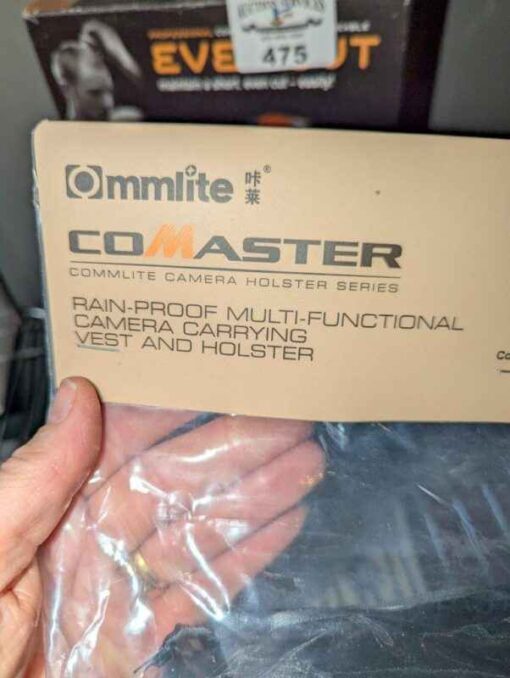 475
Ommlite 咔莱®
COMASTER
COMMLITE CAMERA HOLSTER SERIES
RAIN-PROOF MULTI-FUNCTIONAL
CAMERA CARRYING
VEST AND HOLSTER